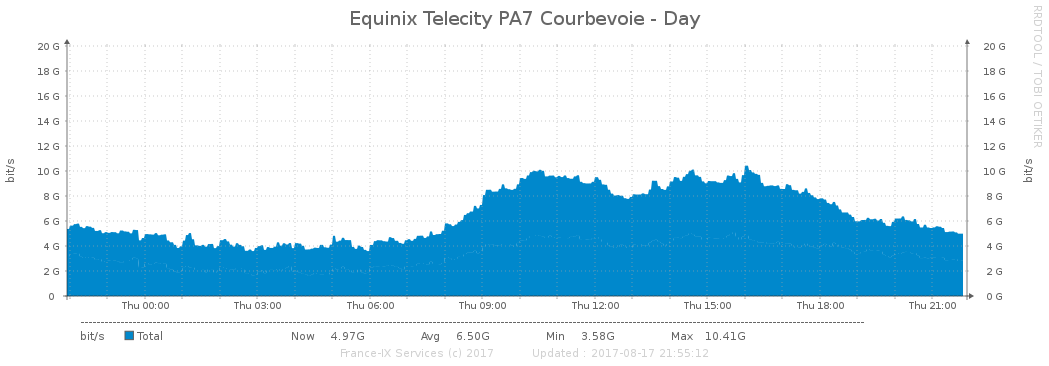 Equinix Telecity PA7 Courbevoie - Day
RRDTOOL / TOBI OETIKER
20 G 20 G
18 G 18 G
16 G 16 G
14 G 14 G
12 G 12 G
10 G 10 G
8 G 8 G
6 G 6 G
4 G 4 G
2 G 2 G
0 0 G
bit/s
bit/s
Thu 00:00 Thu 03:00 Thu 06:00 Thu 09:00 Thu 12:00 Thu 15:00 Thu 18:00 Thu 21:00
bit/s Total Now 4.97G Avg 6.50G Min 3.58G Max 10.41G
France-IX Services (c) 2017 Updated : 2017-08-17 21:55:12